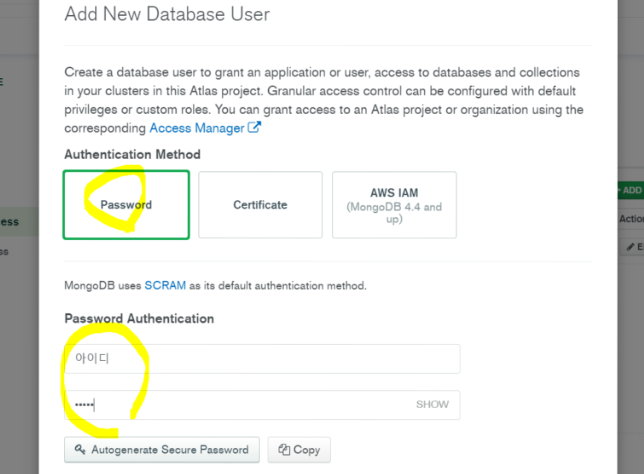 Add New Database User
Create a database user to grant an application or user, access to databases and collections
in your clusters in this Atlas project. Granular access control can be configured with default
privileges or custom roles. You can grant access to an Atlas project or organization using the
corresponding Access Manager
Authentication Method
Password
Certificate
AWS IAM
(MongoDB 4.4 and
up)
+ ADD
ess
Action
MongoDB uses SCRAM as its default authentication method.
Password Authentication
아이디
•••••
SHOW
Autogenerate Secure Password
Copy